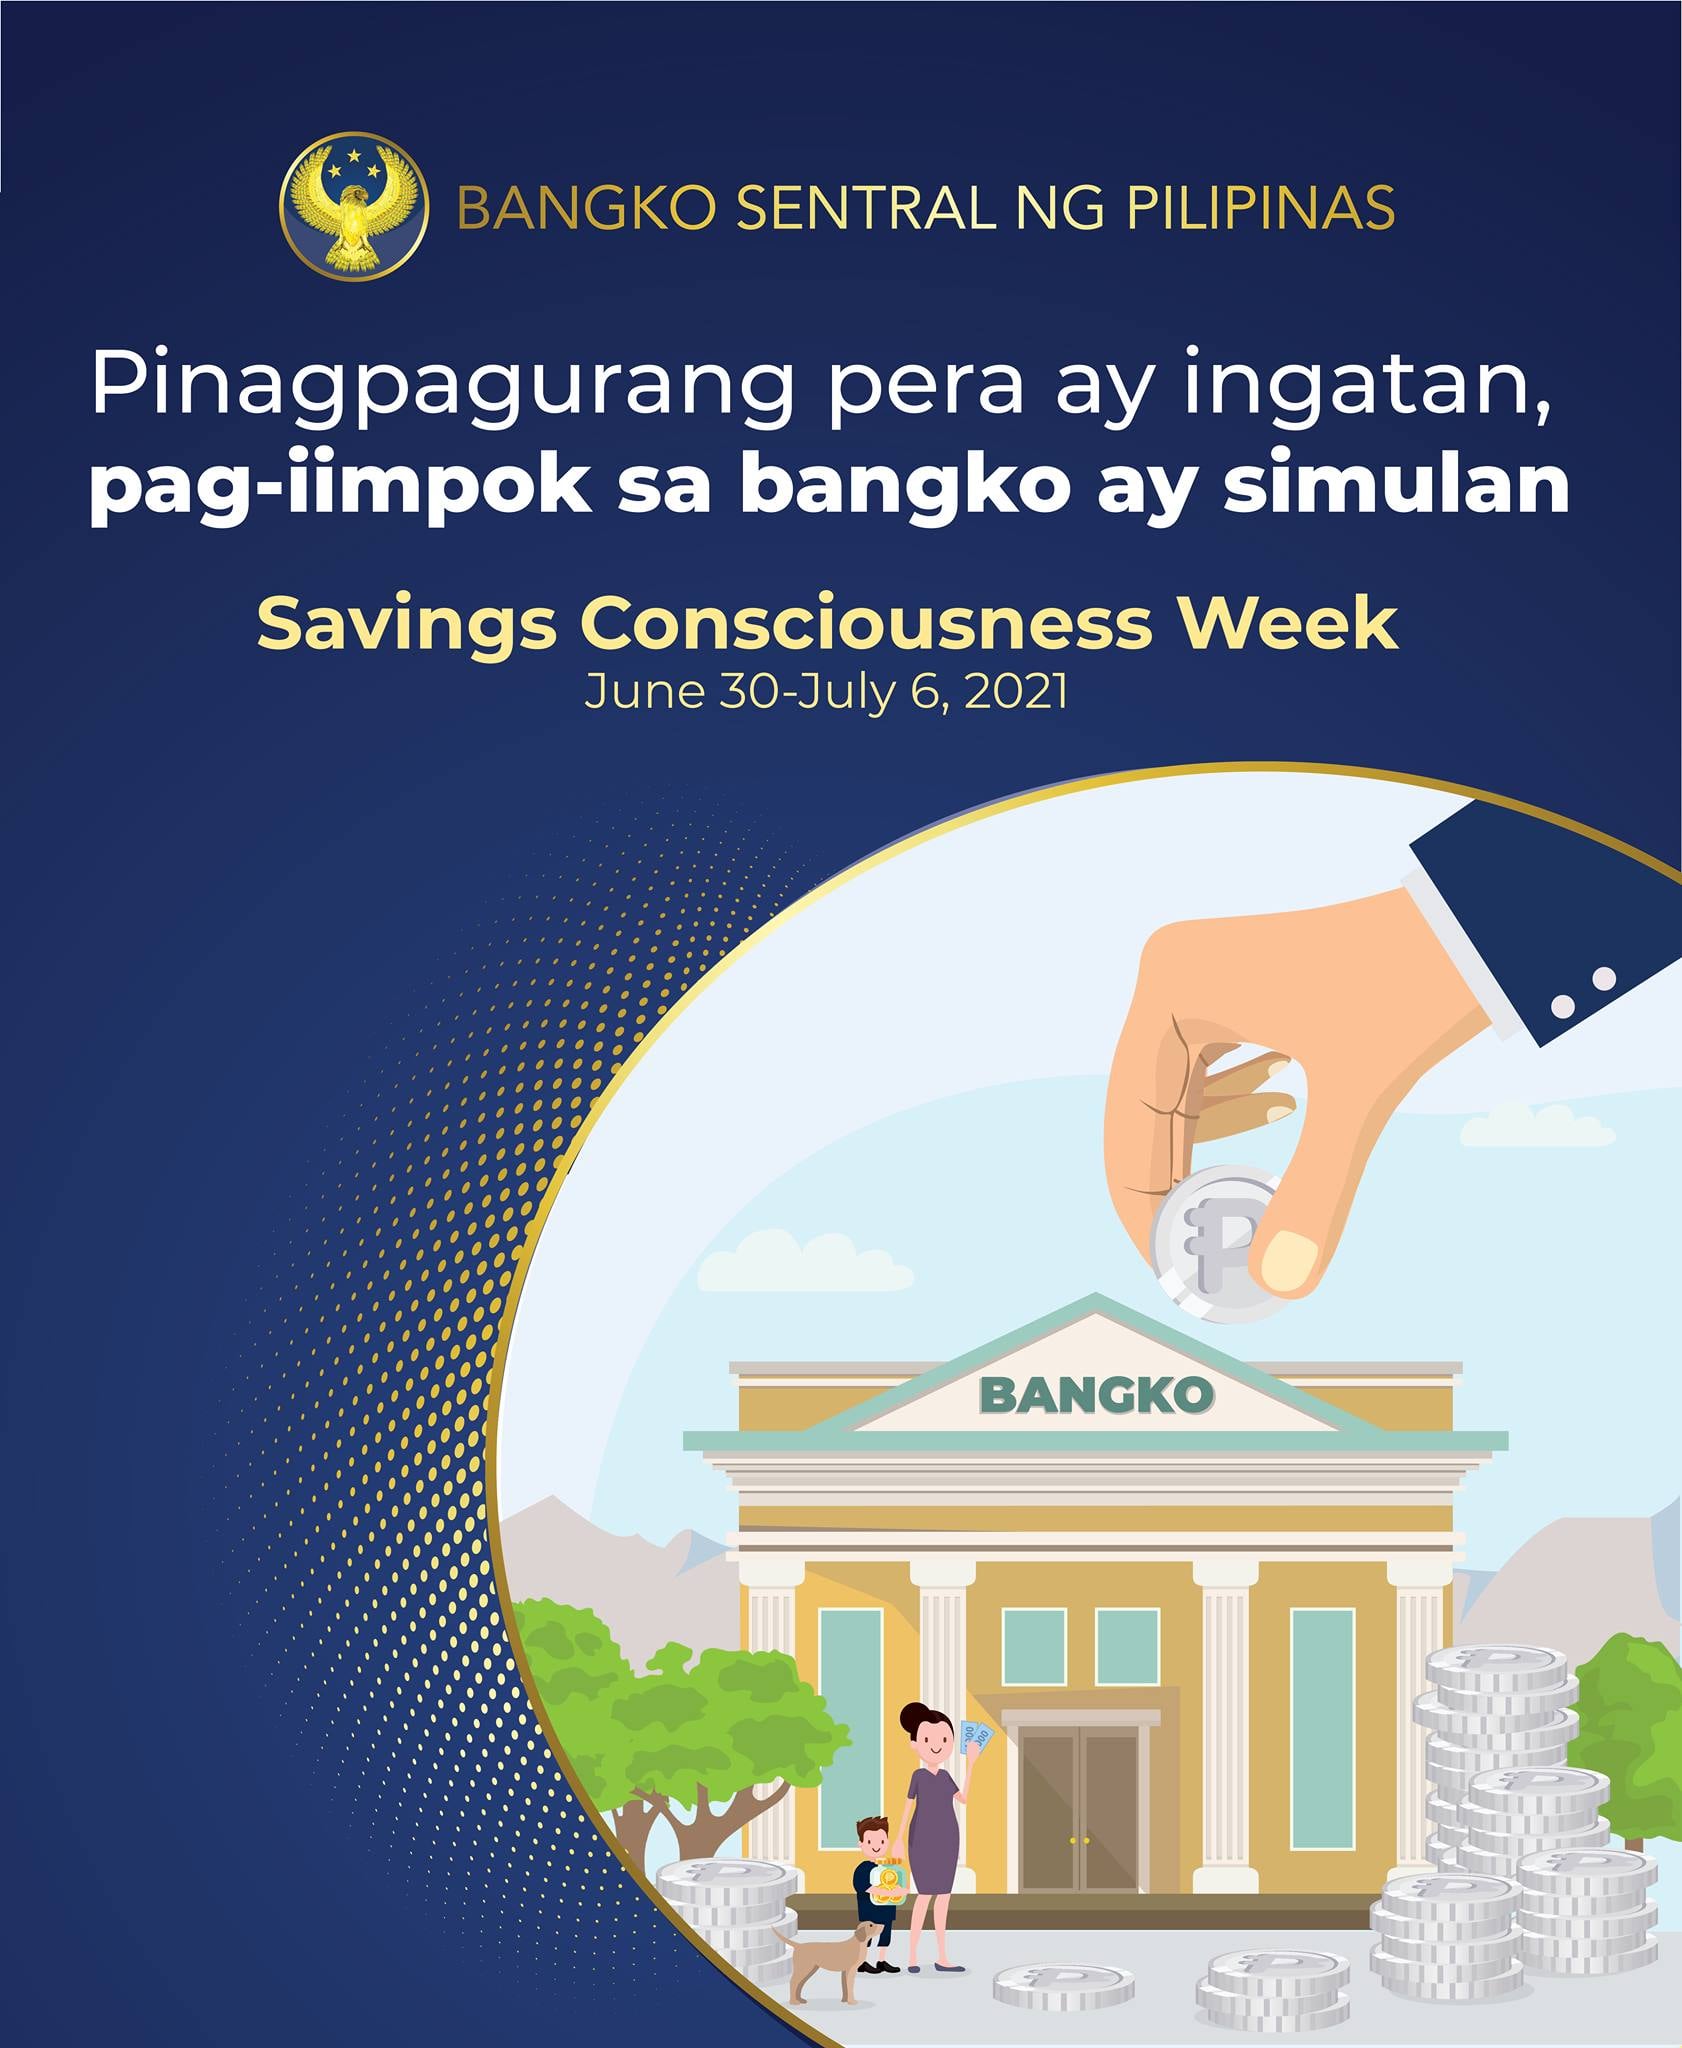 BANGKO SENTRAL NG PILIPINAS
Pinagpagurang pera ay ingatan,
pag-iimpok sa bangko ay simulan
Savings Consciousness Week
June 30-July 6, 2021
BANGKO